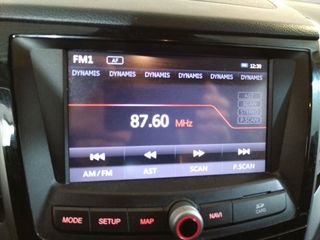 FM1 AF 12:30
DYNAMIS DYNAMIS DYNAMIS DYNAMIS DYNAMIS DYNAMIS
AST
SCAN
87.60 MHz
STEREO
P.SCAN
AM / FM AST SCAN P.SCAN
MODE SETUP MAP NAVI CARD